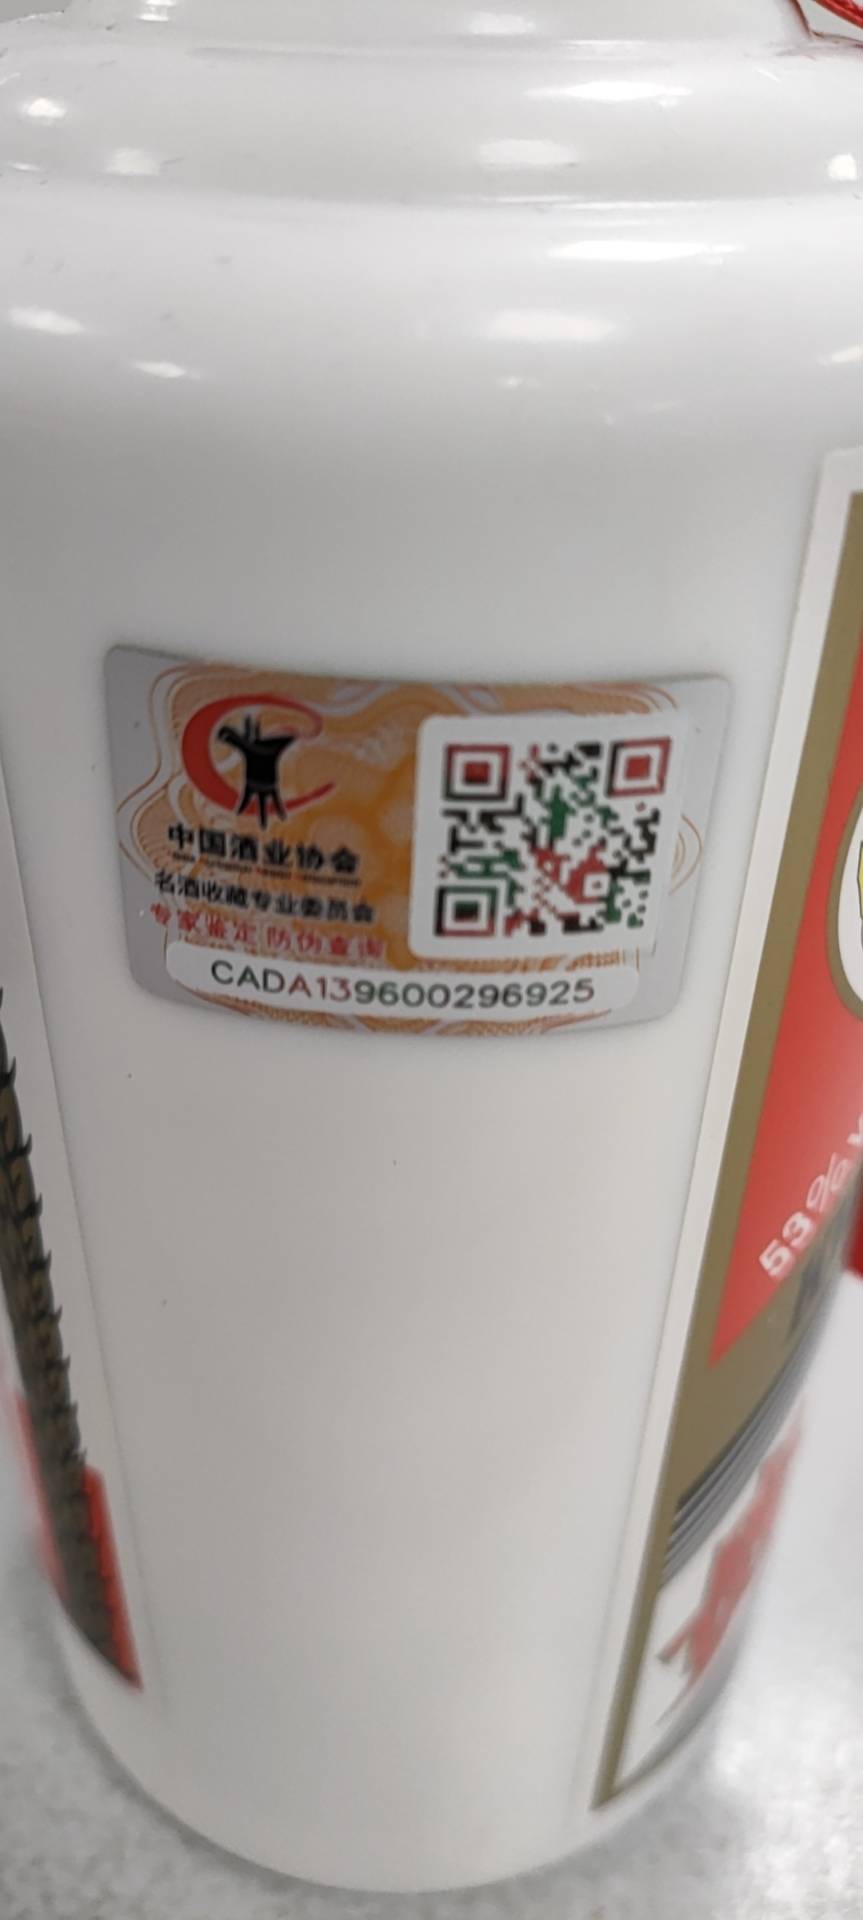 中国酒业协会
名酒收藏专业委员会
专家鉴定 防伪查询
CADA139600296925
53%